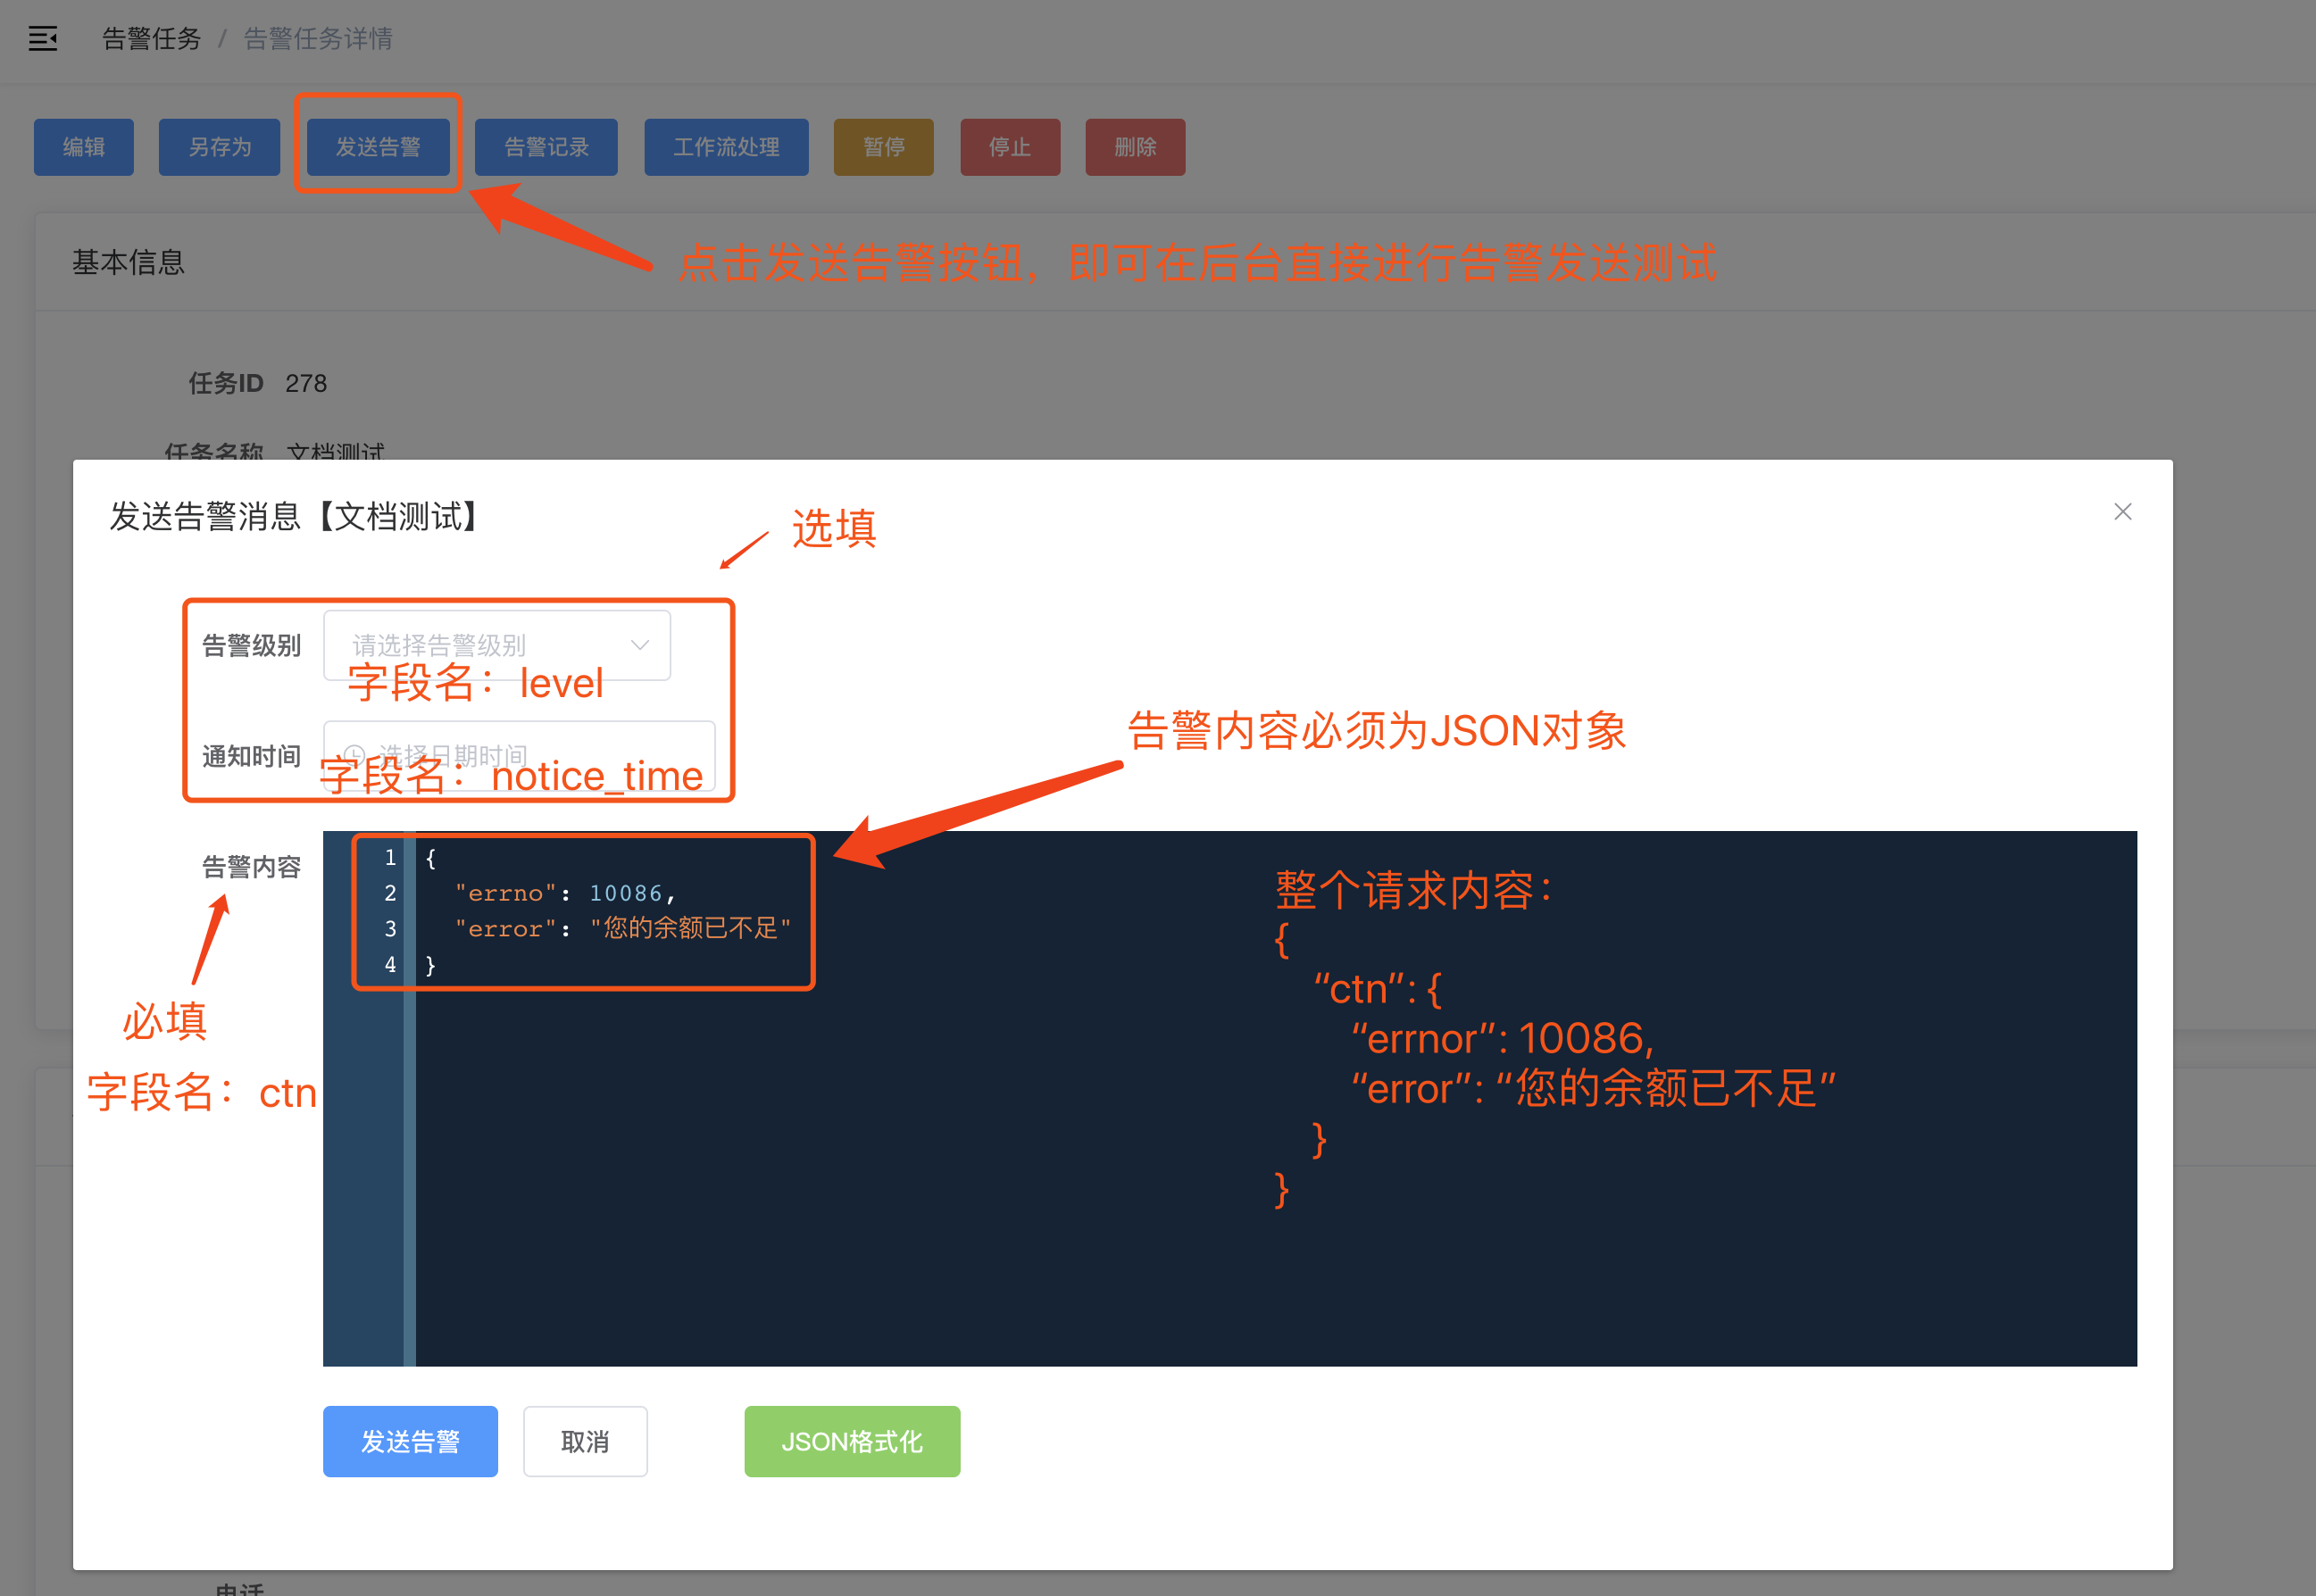 告警任务 / 告警任务详情
编辑 另存为 发送告警 告警记录 工作流处理 暂停 停止 删除
点击发送告警按钮，即可在后台直接进行告警发送测试
基本信息
任务ID 278
任务名称 文档测试
发送告警消息【文档测试】
选填
告警级别 请选择告警级别
字段名：level
通知时间 选择日期时间
字段名：notice_time
告警内容必须为JSON对象
告警内容
1 {
2 "errno": 10086,
3 "error": "您的余额已不足"
4 }
必填
字段名：ctn
整个请求内容：
{
“ctn”: {
“errnor”: 10086,
“error”: “您的余额已不足”
}
}
发送告警 取消 JSON格式化
电话